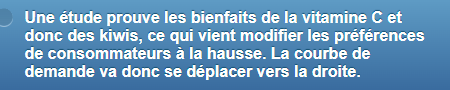 Une étude prouve les bienfaits de la vitamine C et
donc des kiwis, ce qui vient modifier les préférences
de consommateurs à la hausse. La courbe de
demande va donc se déplacer vers la droite.